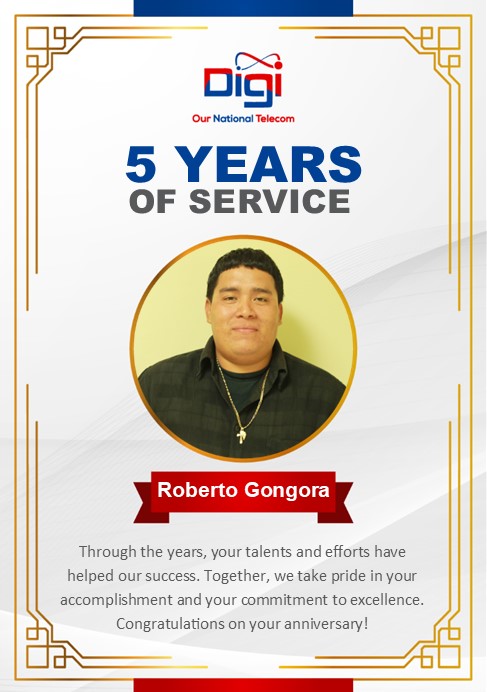 Digi
Our National Telecom
5 YEARS
OF SERVICE
Roberto Gongora
Through the years, your talents and efforts have
helped our success. Together, we take pride in your
accomplishment and your commitment to excellence.
Congratulations on your anniversary!